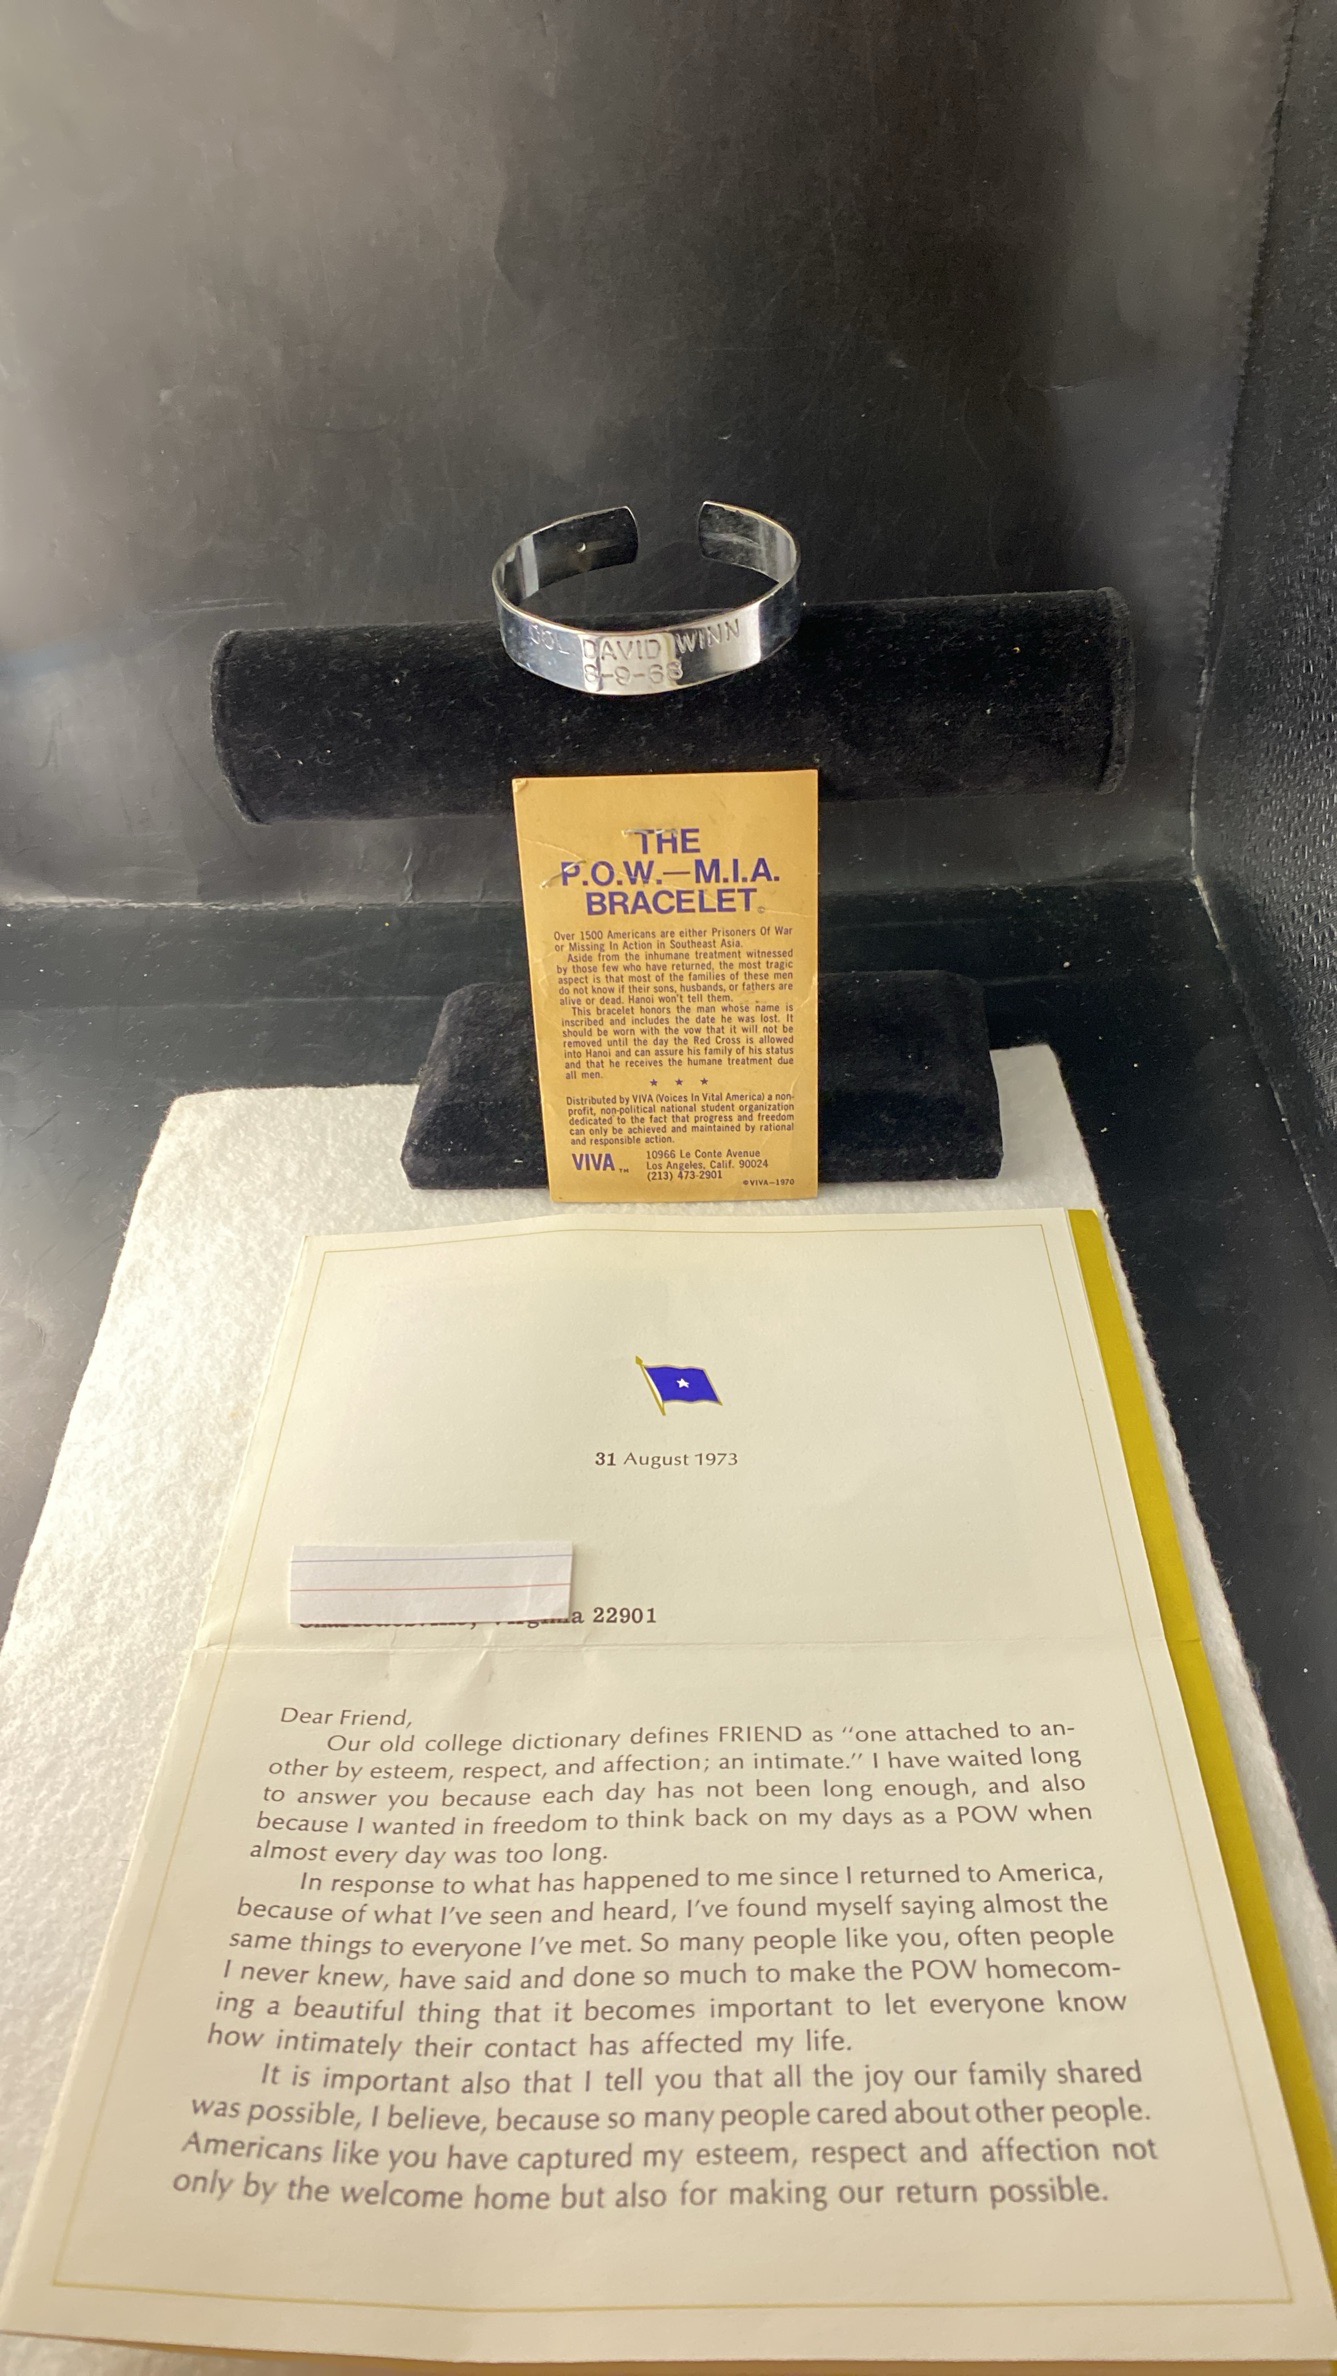 COL DAVID WINN
8-9-68
THE
P.O.W.—M.I.A.
BRACELET©
Over 1500 Americans are either Prisoners Of War
or Missing In Action in Southeast Asia.
Aside from the inhumane treatment witnessed
by those few who have returned, the most tragic
aspect is that most of the families of these men
do not know if their sons, husbands, or fathers are
alive or dead. Hanoi won't tell them.
This bracelet honors the man whose name is
inscribed and includes the date he was lost. It
should be worn with the vow that it will not be
removed until the day the Red Cross is allowed
into Hanoi and can assure his family of his status
and that he receives the humane treatment due
all men.
★ ★ ★
Distributed by VIVA (Voices In Vital America) a non-
profit, non-political national student organization
dedicated to the fact that progress and freedom
can only be achieved and maintained by rational
and responsible action.
VIVA™
10966 Le Conte Avenue
Los Angeles, Calif. 90024
(213) 473-2901
©VIVA—1970
31 August 1973
22901
Dear Friend,
Our old college dictionary defines FRIEND as "one attached to an-
other by esteem, respect, and affection; an intimate." I have waited long
to answer you because each day has not been long enough, and also
because I wanted in freedom to think back on my days as a POW when
almost every day was too long.
In response to what has happened to me since I returned to America,
because of what I've seen and heard, I've found myself saying almost the
same things to everyone I've met. So many people like you, often people
I never knew, have said and done so much to make the POW homecom-
ing a beautiful thing that it becomes important to let everyone know
how intimately their contact has affected my life.
It is important also that I tell you that all the joy our family shared
was possible, I believe, because so many people cared about other people.
Americans like you have captured my esteem, respect and affection not
only by the welcome home but also for making our return possible.